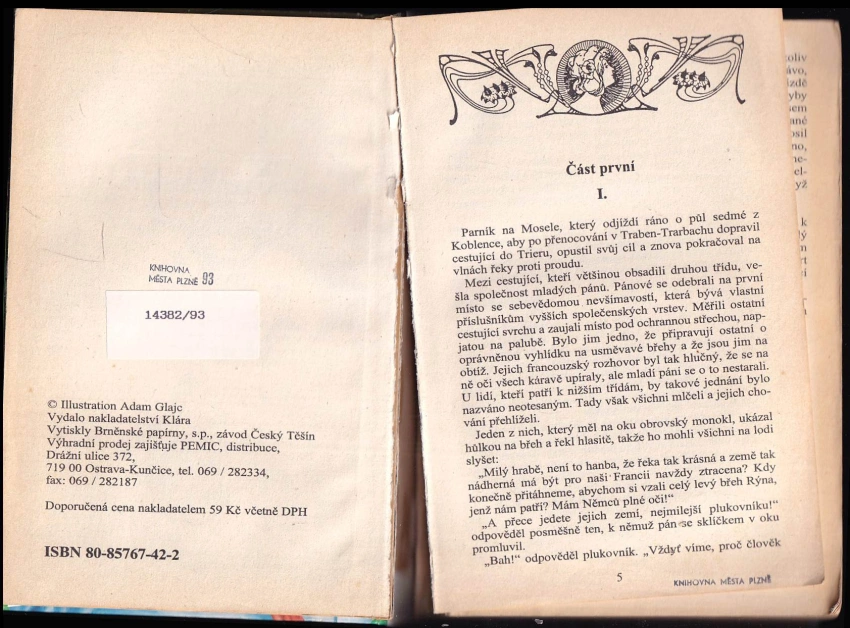 KNIHOVNA
MĚSTA PLZNĚ 93
14382/93
© Illustration Adam Glajc
Vydalo nakladatelství Klára
Vytiskly Brněnské papírny, s.p., závod Český Těšín
Výhradní prodej zajišťuje PEMIC, distribuce,
Drážní ulice 372,
719 00 Ostrava-Kunčice, tel. 069 / 282334,
fax: 069 / 282187
Doporučená cena nakladatelem 59 Kč včetně DPH
ISBN 80-85767-42-2
Část první
I.
Parník na Mosele, který odjíždí ráno o půl sedmé z
Koblence, aby po přenocování v Traben-Trarbachu dopravil
cestující do Trieru, opustil svůj cíl a znova pokračoval na
vlnách řeky proti proudu.
Mezi cestující, kteří většinou obsadili druhou třídu, ve-
šla společnost mladých pánů. Pánové se odebrali na první
místo se sebevědomou nevšímavostí, která bývá vlastní
příslušníkům vyšších společenských vrstev. Měřili ostatní
cestující svrchu a zaujali místo pod ochrannou střechou, nap-
jatou na palubě. Bylo jim jedno, že připravují ostatní o
oprávněnou vyhlídku na usměvavé břehy a že jsou jim na
obtíž. Jejich francouzský rozhovor byl tak hlučný, že se na
ně oči všech káravě upíraly, ale mladí páni se o to nestarali.
U lidí, kteří patří k nižším třídám, by takové jednání bylo
nazváno neotesaným. Tady však všichni mlčeli a jejich cho-
vání přehlíželi.
Jeden z nich, který měl na oku obrovský monokl, ukázal
hůlkou na břeh a řekl hlasitě, takže ho mohli všichni na lodi
slyšet:
„Milý hrabě, není to hanba, že řeka tak krásná a země tak
nádherná má být pro naši Francii navždy ztracena? Kdy
konečně přitáhneme, abychom si vzali celý levý břeh Rýna,
jenž nám patří? Mám Němců plné oči!“
„A přece jedete jejich zemí, nejmilejší plukovníku!“
odpověděl posměšně ten, k němuž pán se sklíčkem v oku
promluvil.
„Bah!“ odpověděl plukovník. „Vždyť víme, proč člověk
5
KNIHOVNA MĚSTA PLZNĚ